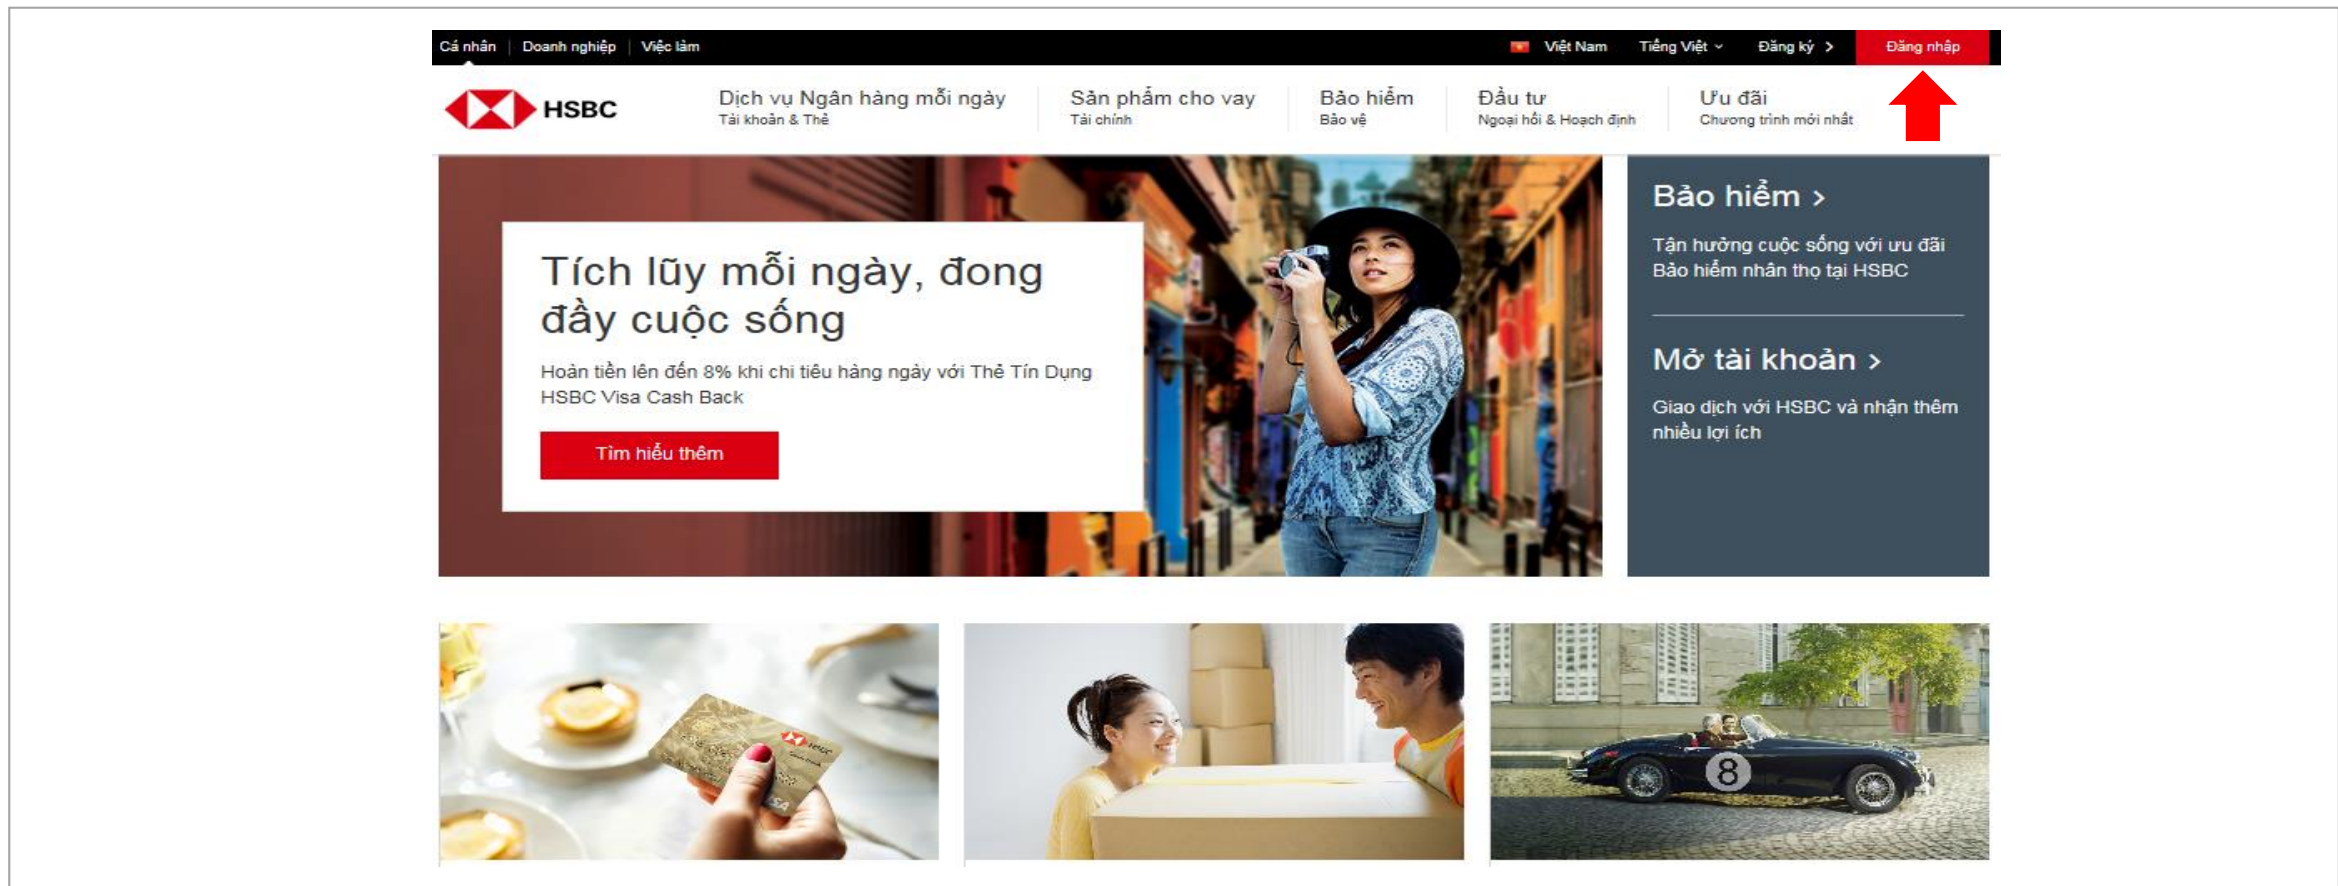 Cá nhân
Doanh nghiệp
Việc làm
Việt Nam
Tiếng Việt
Đăng ký >
Đăng nhập
HSBC
Dịch vụ Ngân hàng mỗi ngày
Tài khoản & Thẻ
Sản phẩm cho vay
Tài chính
Bảo hiểm
Bảo vệ
Đầu tư
Ngoại hối & Hoạch định
Ưu đãi
Chương trình mới nhất
Tích lũy mỗi ngày, đong
đầy cuộc sống
Hoàn tiền lên đến 8% khi chi tiêu hàng ngày với Thẻ Tín Dụng
HSBC Visa Cash Back
Tìm hiểu thêm
Bảo hiểm >
Tận hưởng cuộc sống với ưu đãi
Bảo hiểm nhân thọ tại HSBC
Mở tài khoản >
Giao dịch với HSBC và nhận thêm
nhiều lợi ích
HSBC
VISA
8